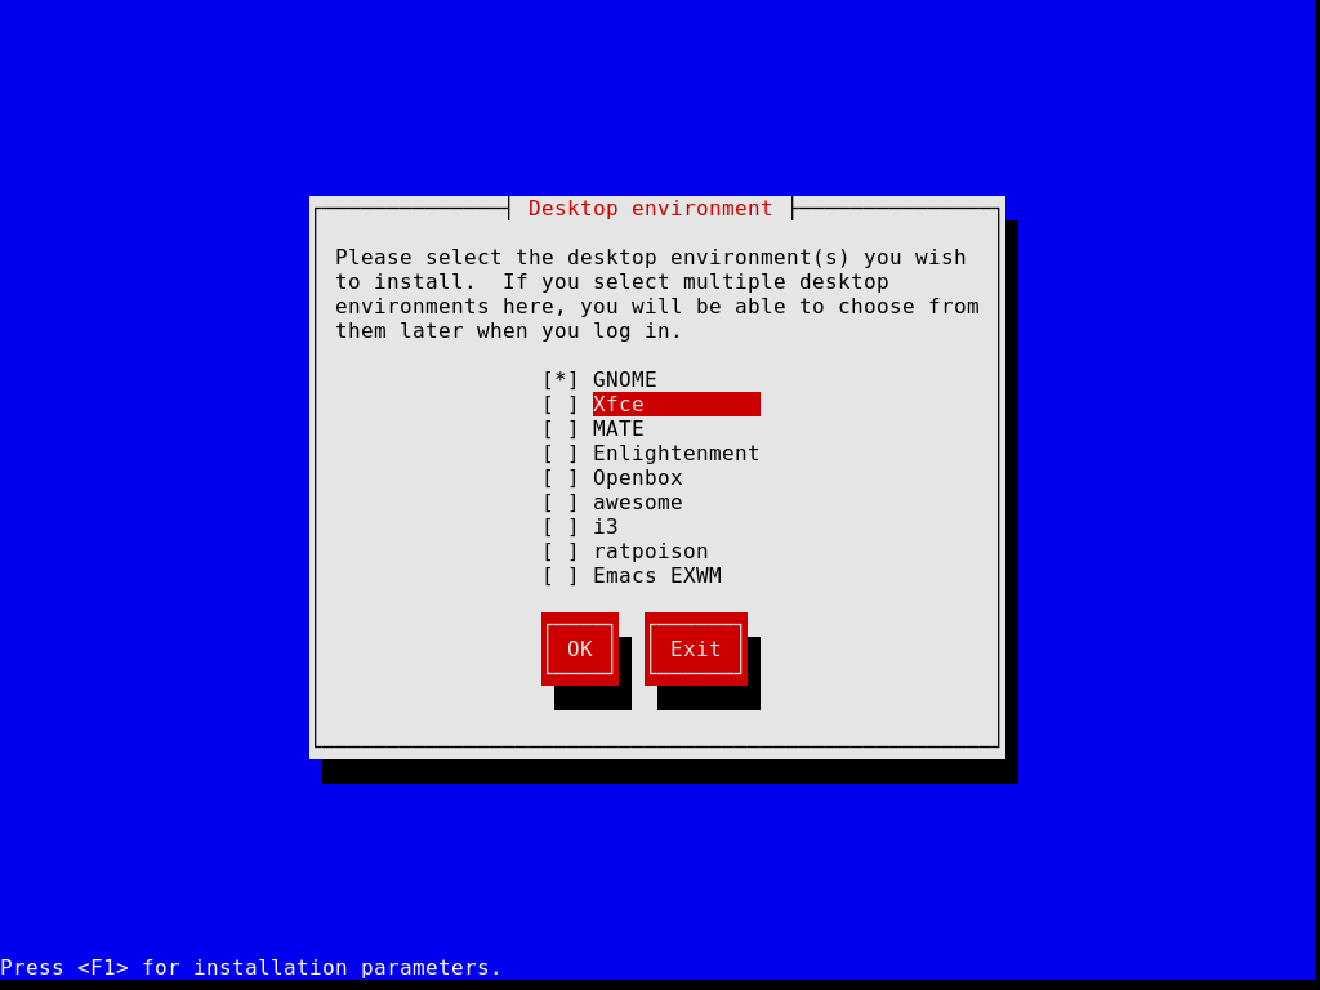 Desktop environment
Please select the desktop environment(s) you wish
to install.  If you select multiple desktop
environments here, you will be able to choose from
them later when you log in.
[*] GNOME
[ ] Xfce
[ ] MATE
[ ] Enlightenment
[ ] Openbox
[ ] awesome
[ ] i3
[ ] ratpoison
[ ] Emacs EXWM
OK Exit
Press <F1> for installation parameters.